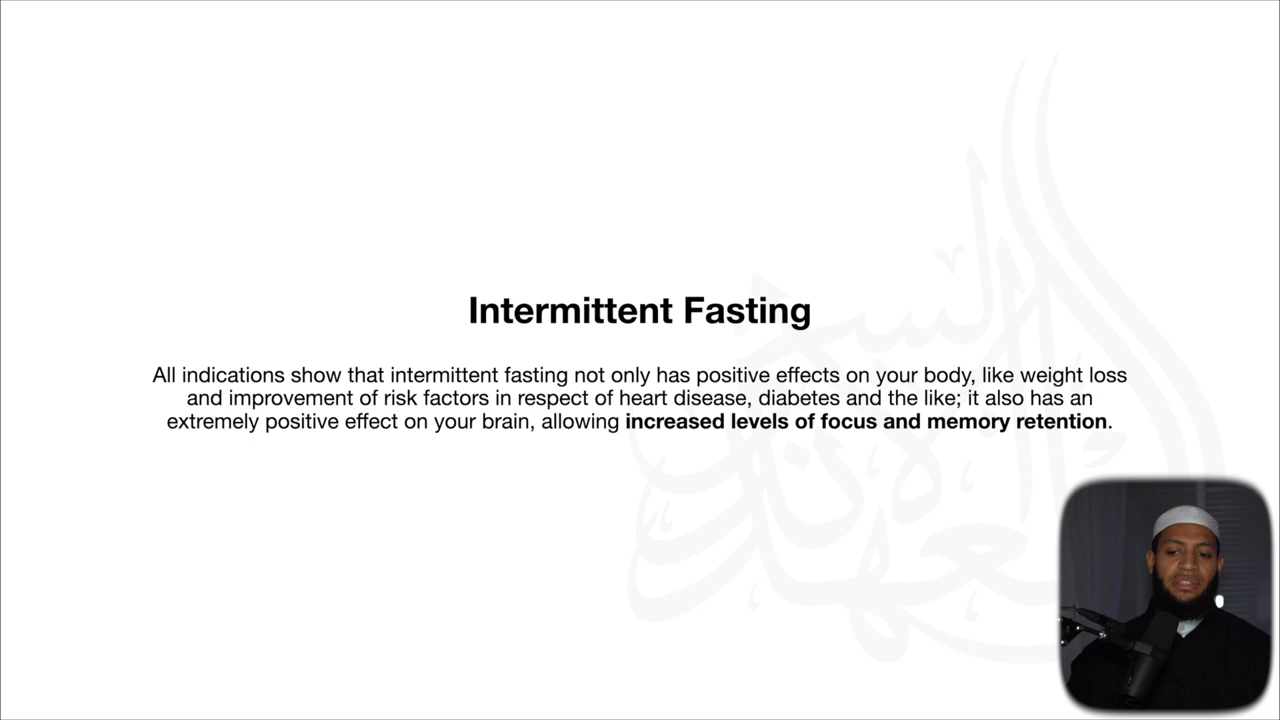 Intermittent Fasting
All indications show that intermittent fasting not only has positive effects on your body, like weight loss
and improvement of risk factors in respect of heart disease, diabetes and the like; it also has an
extremely positive effect on your brain, allowing increased levels of focus and memory retention.